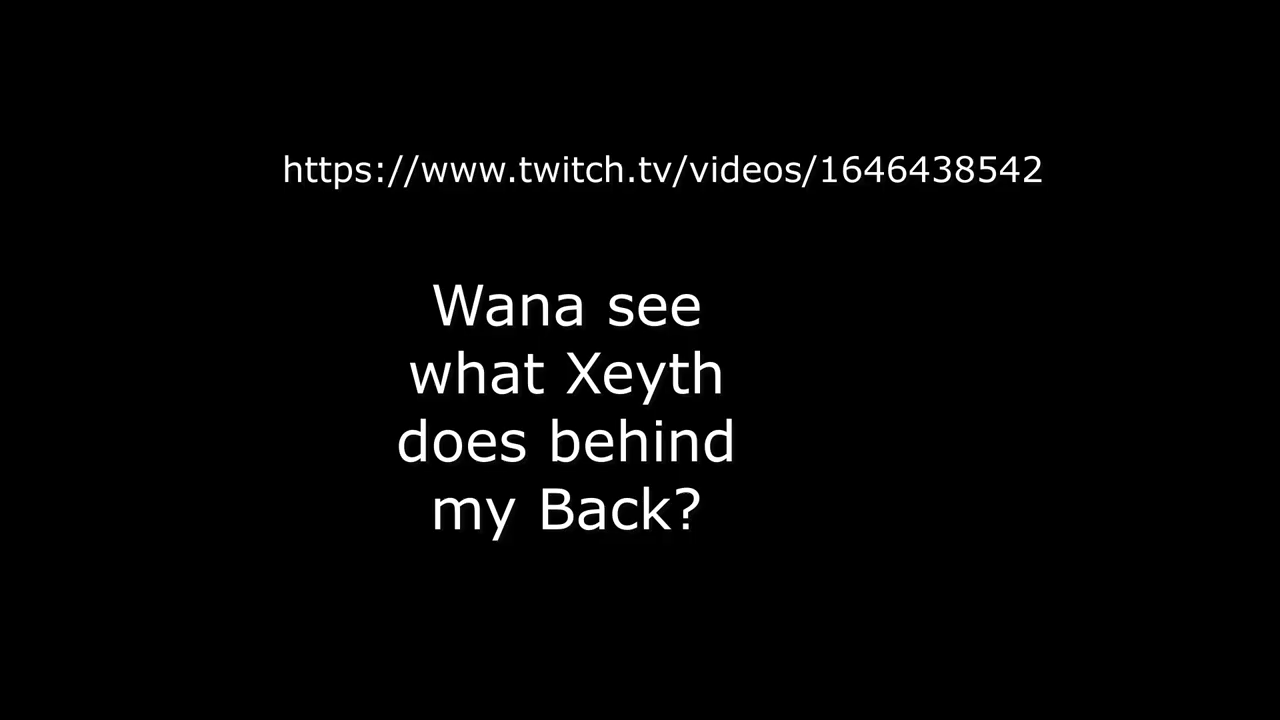 https://www.twitch.tv/videos/1646438542
Wana see
what Xeyth
does behind
my Back?